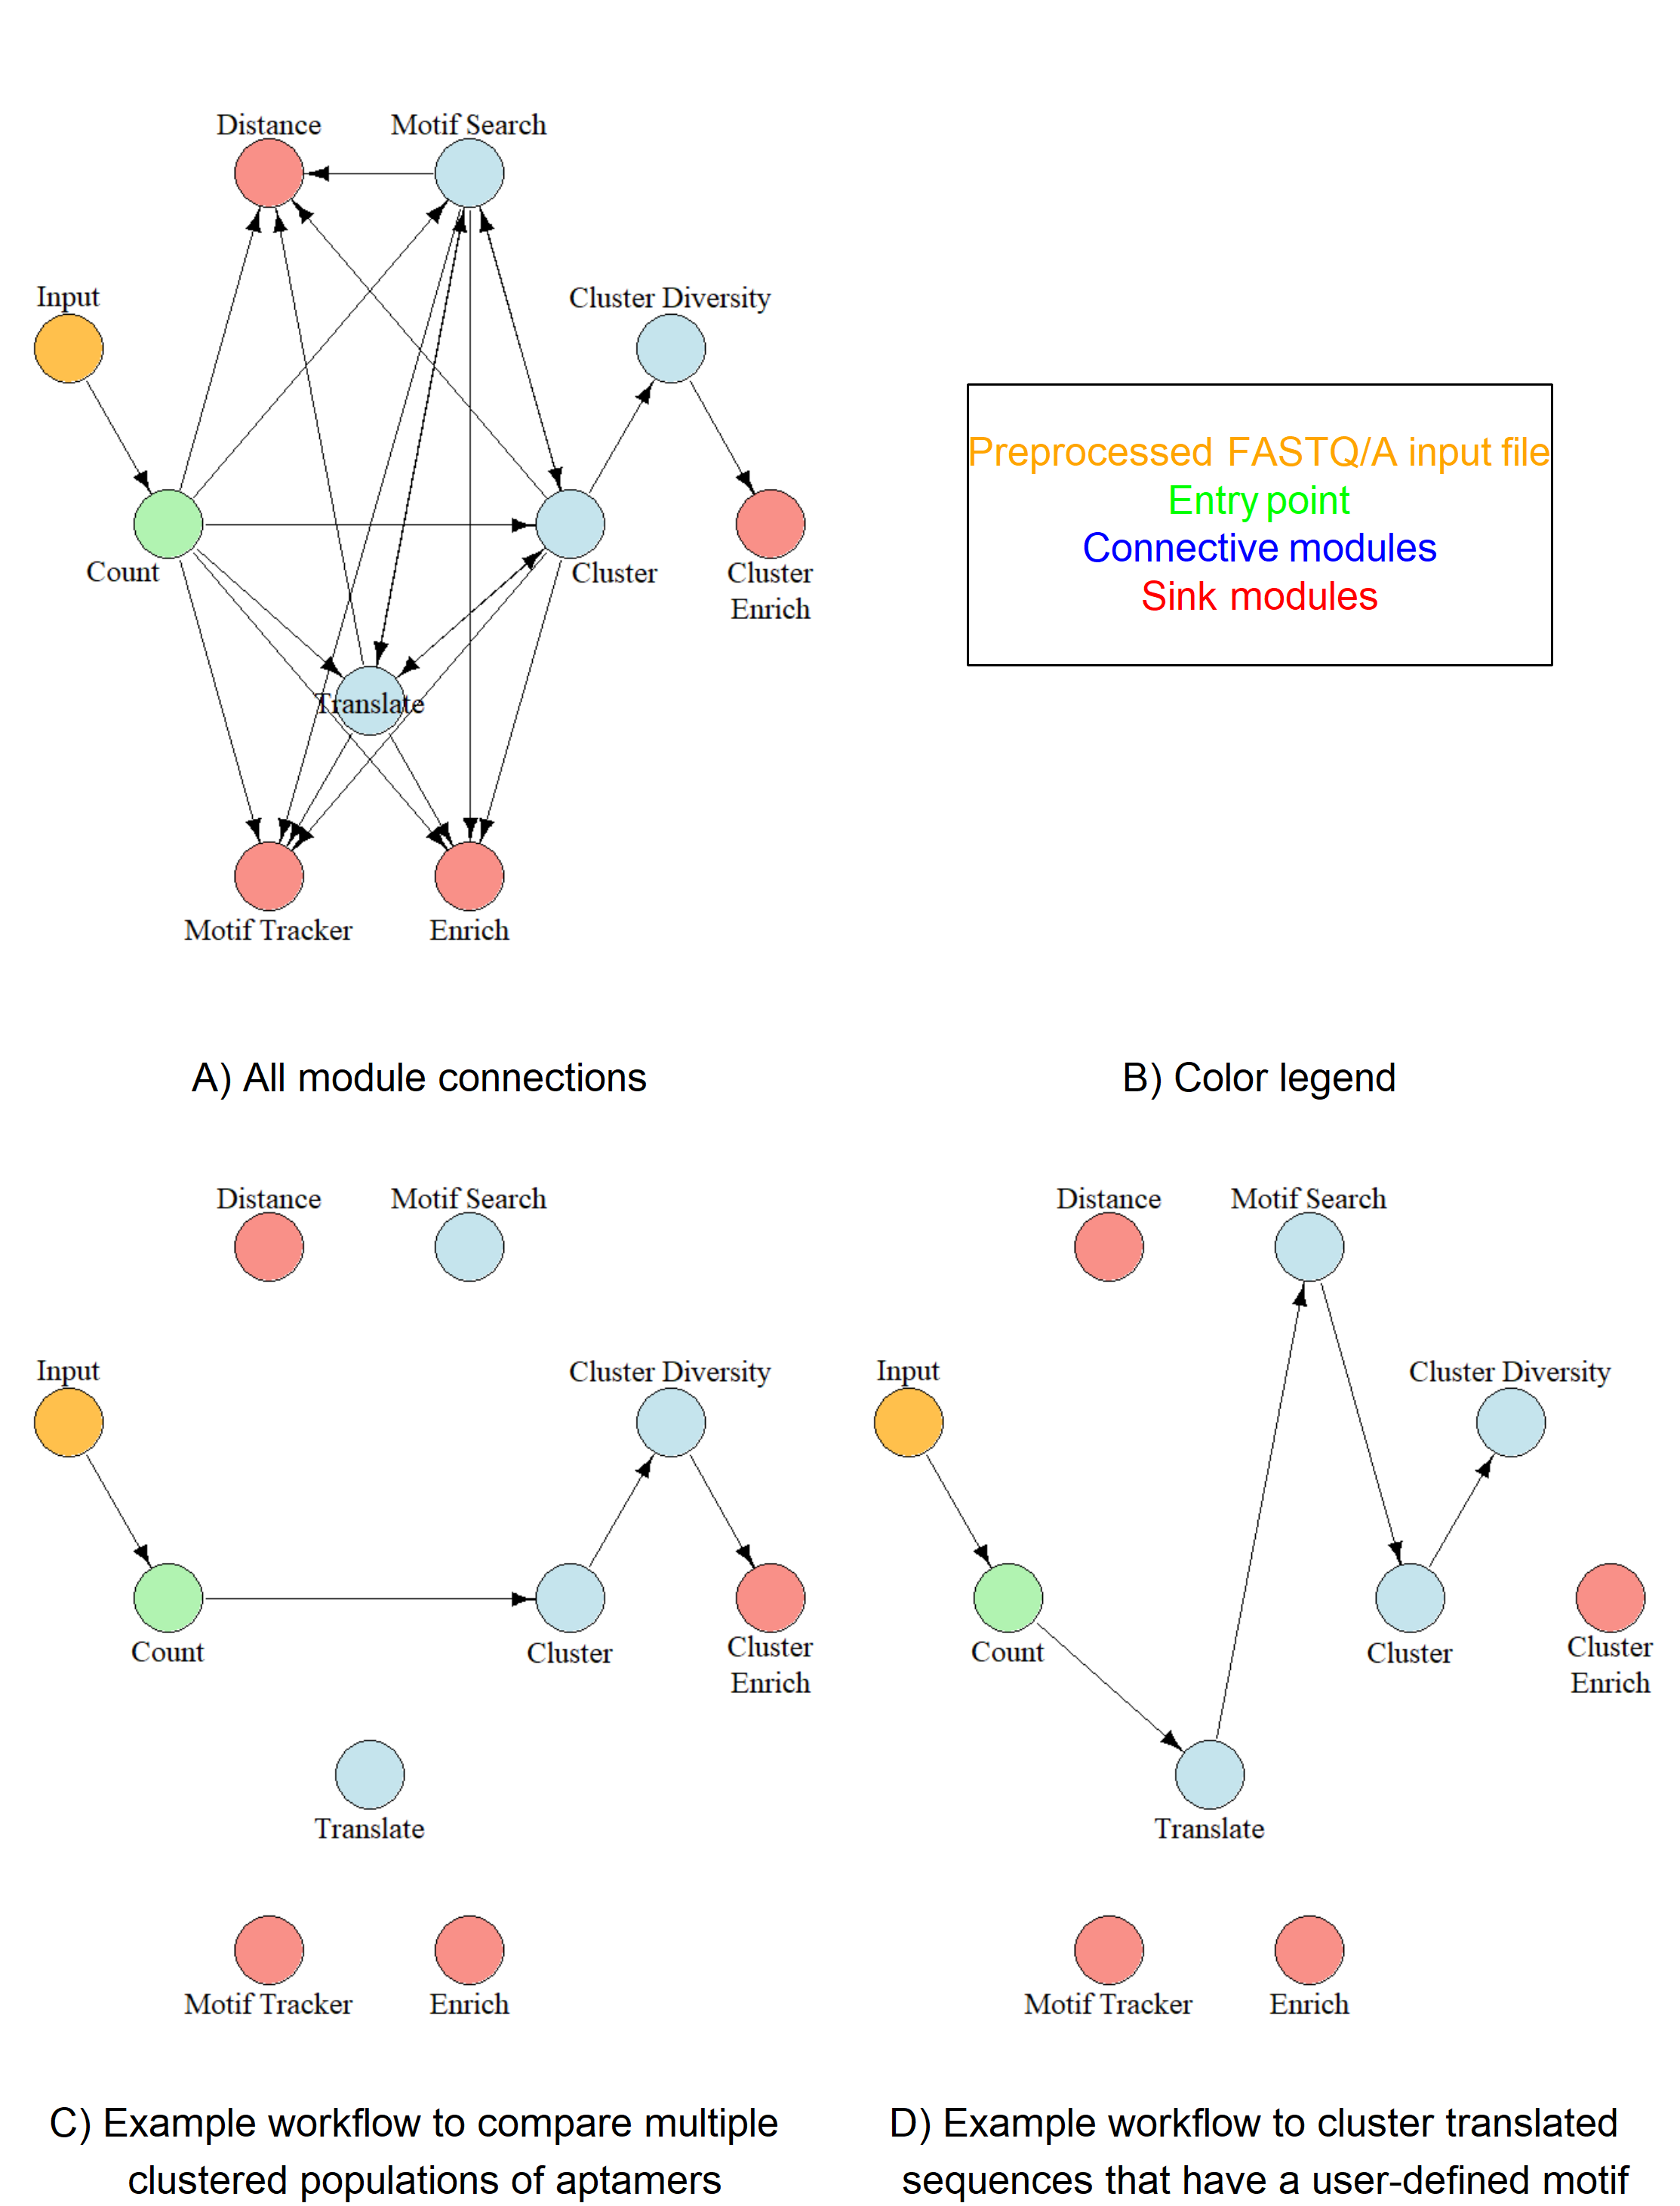 Distance
Motif Search
Input
Cluster Diversity
Count
Cluster
Cluster
Enrich
Translate
Motif Tracker
Enrich
A) All module connections
Preprocessed FASTQ/A input file
Entry point
Connective modules
Sink modules
B) Color legend
Distance
Motif Search
Input
Cluster Diversity
Count
Cluster
Cluster
Enrich
Translate
Motif Tracker
Enrich
C) Example workflow to compare multiple
clustered populations of aptamers
Distance
Motif Search
Input
Cluster Diversity
Count
Cluster
Cluster
Enrich
Translate
Motif Tracker
Enrich
D) Example workflow to cluster translated
sequences that have a user-defined motif